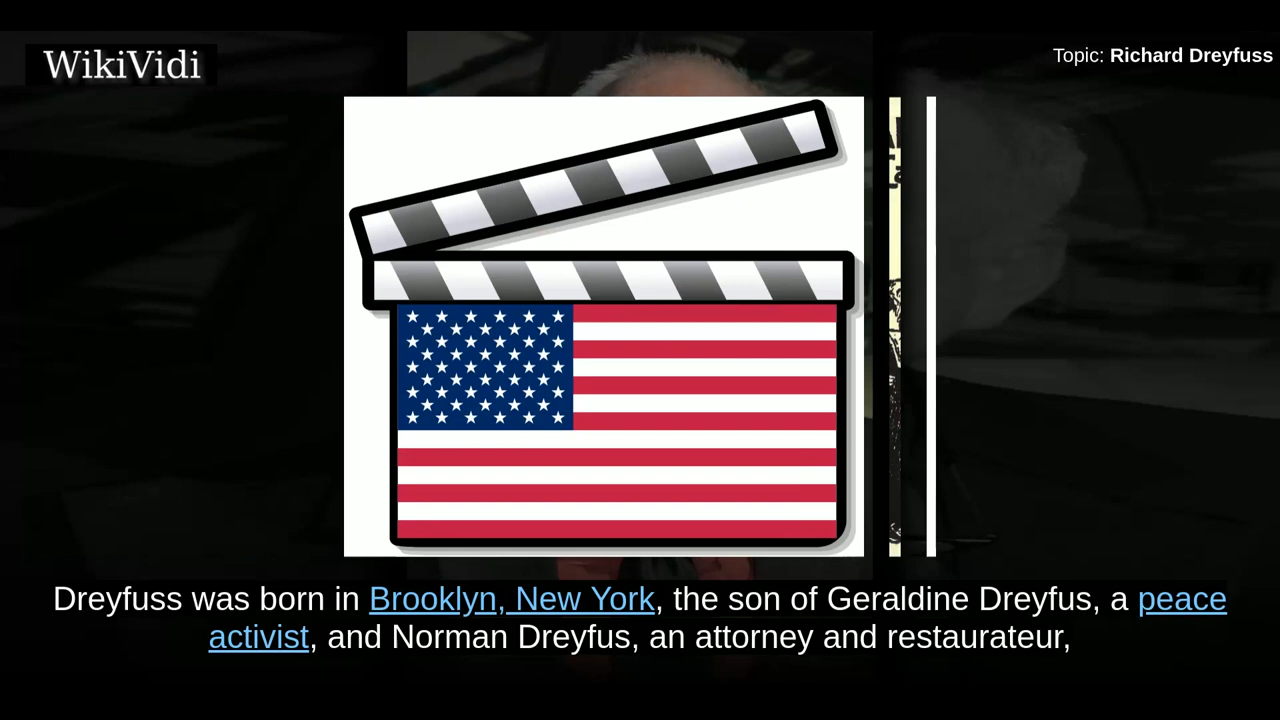 WikiVidi
Topic: Richard Dreyfuss
Dreyfuss was born in Brooklyn, New York, the son of Geraldine Dreyfus, a peace
activist, and Norman Dreyfus, an attorney and restaurateur,